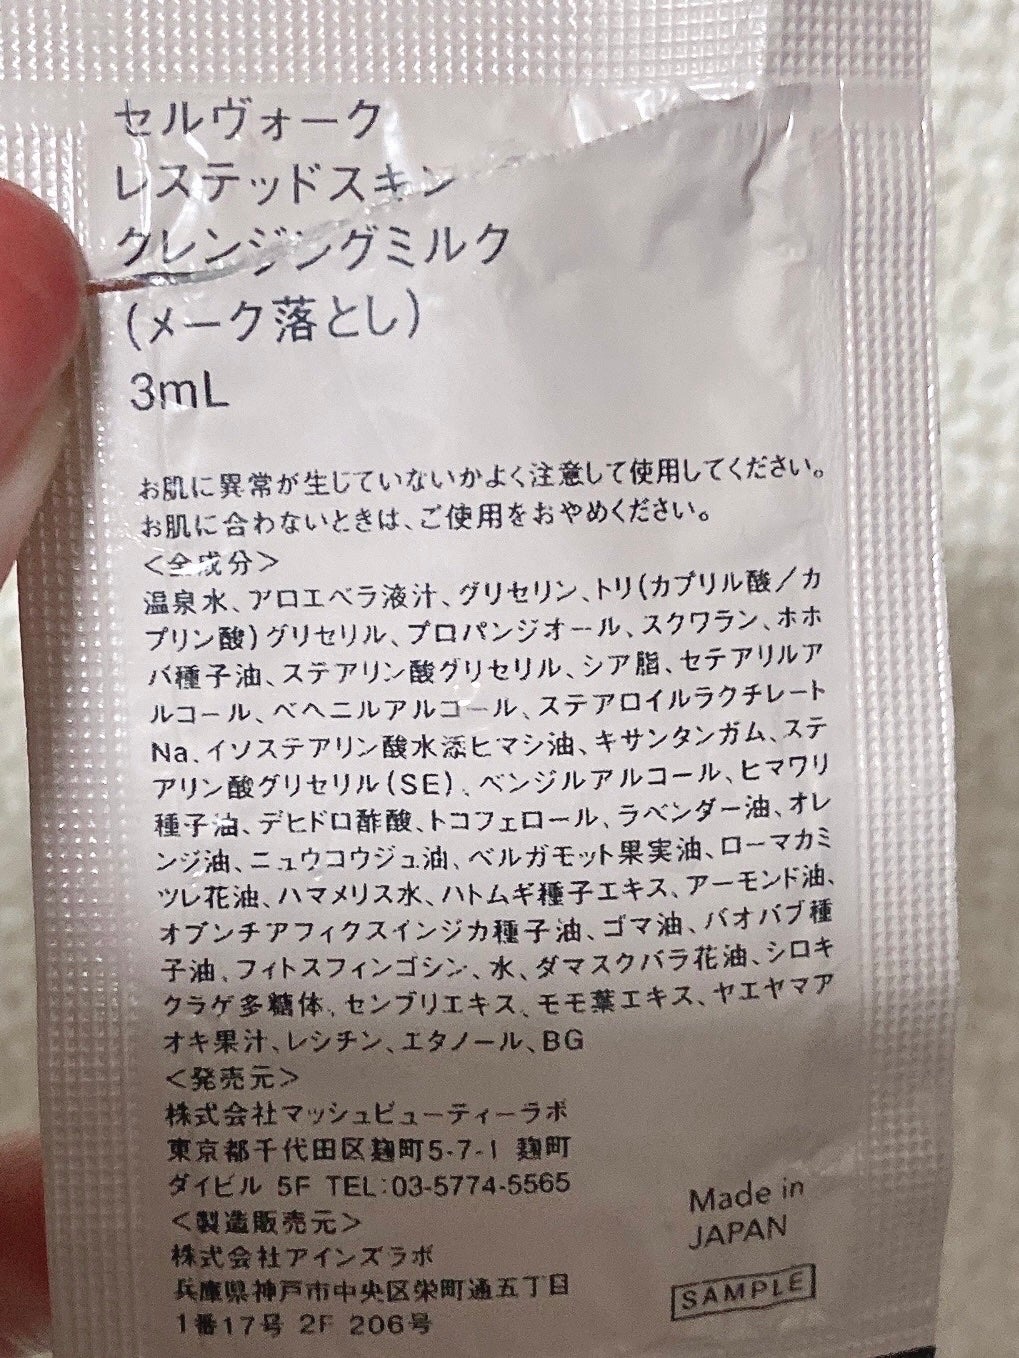 セルヴォーク
レステッドスキン
クレンジングミルク
(メーク落とし)
3mL
お肌に異常が生じていないかよく注意して使用してください。
お肌に合わないときは、ご使用をおやめください。
＜全成分＞
温泉水、アロエベラ液汁、グリセリン、トリ(カプリル酸／カ
プリン酸)グリセリル、プロパンジオール、スクワラン、ホホ
バ種子油、ステアリン酸グリセリル、シア脂、セテアリルア
ルコール、ベヘニルアルコール、ステアロイルラクチレート
Na、イソステアリン酸水添ヒマシ油、キサンタンガム、ステ
アリン酸グリセリル(SE)、ベンジルアルコール、ヒマワリ
種子油、デヒドロ酢酸、トコフェロール、ラベンダー油、オレ
ンジ油、ニュウコウジュ油、ベルガモット果実油、ローマカミ
ツレ花油、ハマメリス水、ハトムギ種子エキス、アーモンド油、
オプンチアフィクスインジカ種子油、ゴマ油、バオバブ種
子油、フィトスフィンゴシン、水、ダマスクバラ花油、シロキ
クラゲ多糖体、センブリエキス、モモ葉エキス、ヤエヤマア
オキ果汁、レシチン、エタノール、BG
＜発売元＞
株式会社マッシュビューティーラボ
東京都千代田区麹町5-7-1 麹町
ダイビル 5F TEL:03-5774-5565
＜製造販売元＞
株式会社アインズラボ
兵庫県神戸市中央区栄町通五丁目
1番17号 2F 206号
Made in
JAPAN
SAMPLE